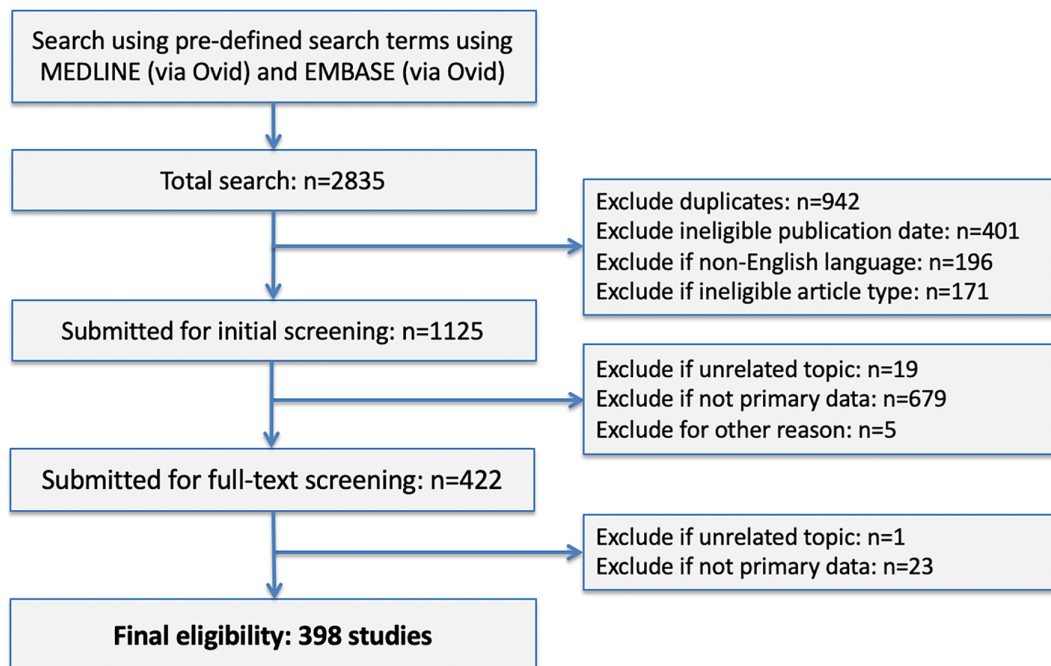 Search using pre-defined search terms using
MEDLINE (via Ovid) and EMBASE (via Ovid)
Total search: n=2835
Exclude duplicates: n=942
Exclude ineligible publication date: n=401
Exclude if non-English language: n=196
Exclude if ineligible article type: n=171
Submitted for initial screening: n=1125
Exclude if unrelated topic: n=19
Exclude if not primary data: n=679
Exclude for other reason: n=5
Submitted for full-text screening: n=422
Exclude if unrelated topic: n=1
Exclude if not primary data: n=23
Final eligibility: 398 studies